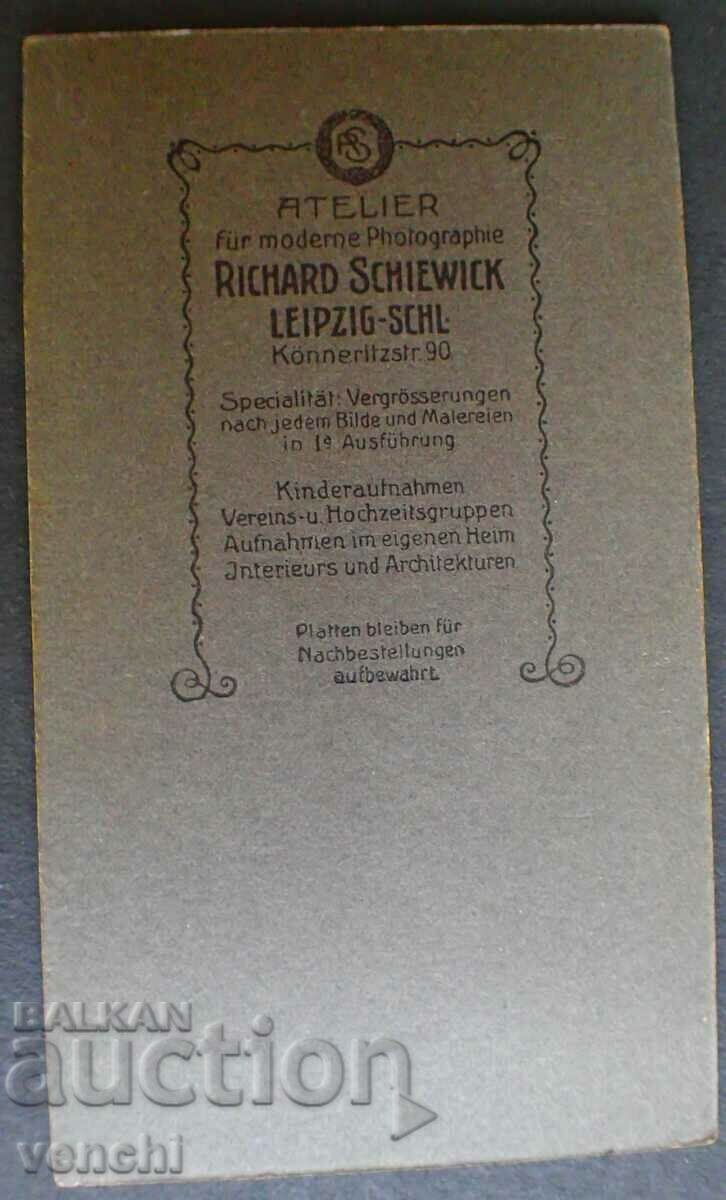 RS
ATELIER
für moderne Photographie
RICHARD SCHIEWICK
LEIPZIG-SCHL.
Könneritzstr. 90
Specialität: Vergrösserungen
nach jedem Bilde und Malereien
in 1a Ausführung
Kinderaufnahmen
Vereins- u. Hochzeitsgruppen
Aufnahmen im eigenen Heim
Interieurs und Architekturen
Platten bleiben für
Nachbestellungen
aufbewahrt.
BALKAN
auction
venchi